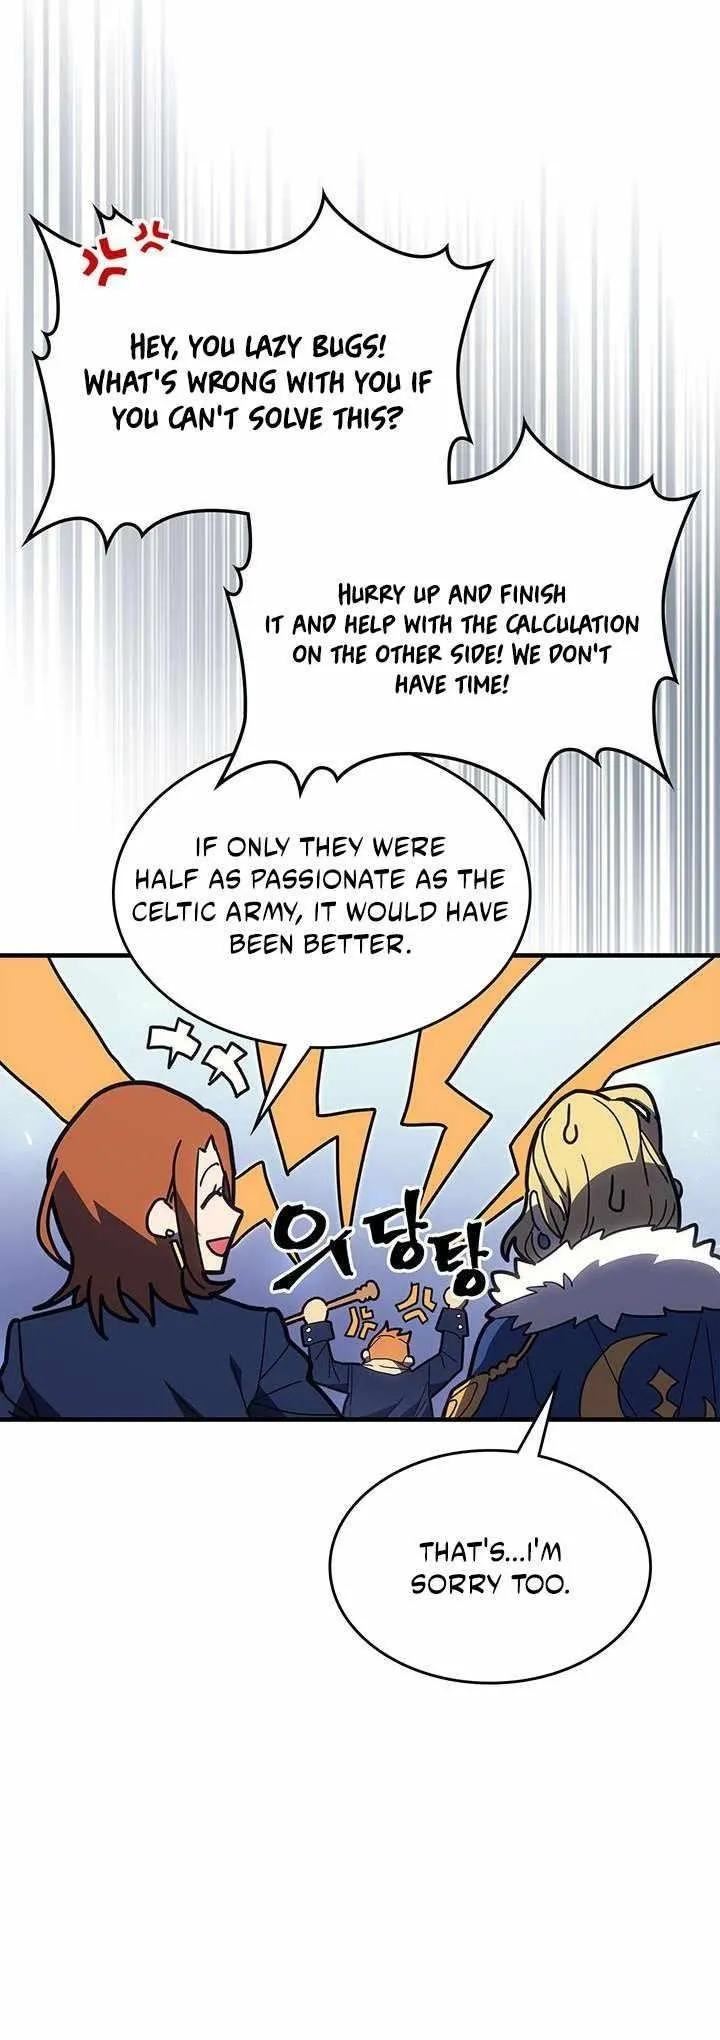 HEY, YOU LAZY BUGS!
WHAT'S WRONG WITH YOU IF
YOU CAN'T SOLVE THIS?
HURRY UP AND FINISH
IT AND HELP WITH THE CALCULATION
ON THE OTHER SIDE! WE DON'T
HAVE TIME!
IF ONLY THEY WERE
HALF AS PASSIONATE AS THE
CELTIC ARMY, IT WOULD HAVE
BEEN BETTER.
우당탕
THAT'S...I'M
SORRY TOO.